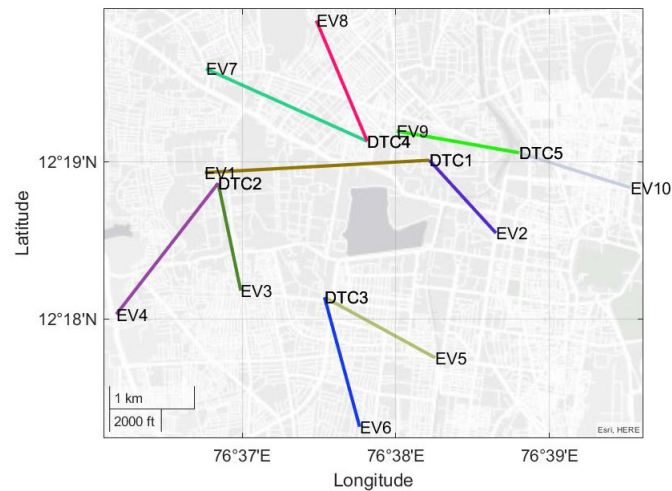 EV8
EV7
DTC4
EV9
DTC5
12°19'N
DTC1
EV1
DTC2
EV10
EV2
Latitude
EV3
DTC3
EV4
12°18'N
EV5
1 km
2000 ft
EV6
Esri, HERE
76°37'E
76°38'E
76°39'E
Longitude